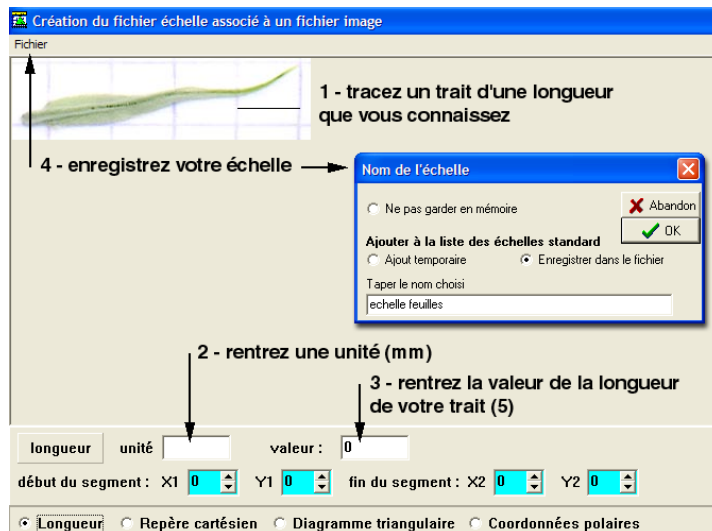 Création du fichier échelle associé à un fichier image
Fichier
1 - tracez un trait d'une longueur
que vous connaissez
4 - enregistrez votre échelle
Nom de l'échelle
Ne pas garder en mémoire
Abandon
OK
Ajouter à la liste des échelles standard
Ajout temporaire
Enregistrer dans le fichier
Taper le nom choisi
echelle feuilles
2 - rentrez une unité (mm)
3 - rentrez la valeur de la longueur
de votre trait (5)
longueur unité valeur : 0
début du segment : X1 0 Y1 0 fin du segment : X2 0 Y2 0
Longueur Repère cartésien Diagramme triangulaire Coordonnées polaires